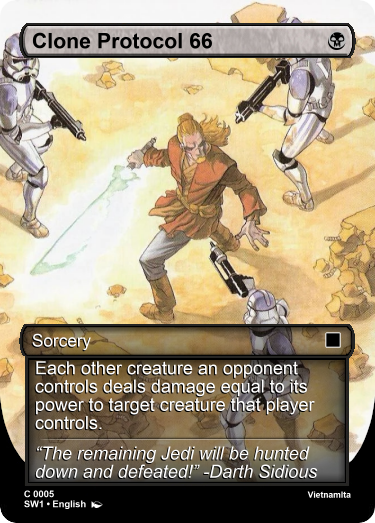 Clone Protocol 66
Sorcery
Each other creature an opponent
controls deals damage equal to its
power to target creature that player
controls.
“The remaining Jedi will be hunted
down and defeated!” -Darth Sidious
C 0005
SW1 • English
Vietnamita